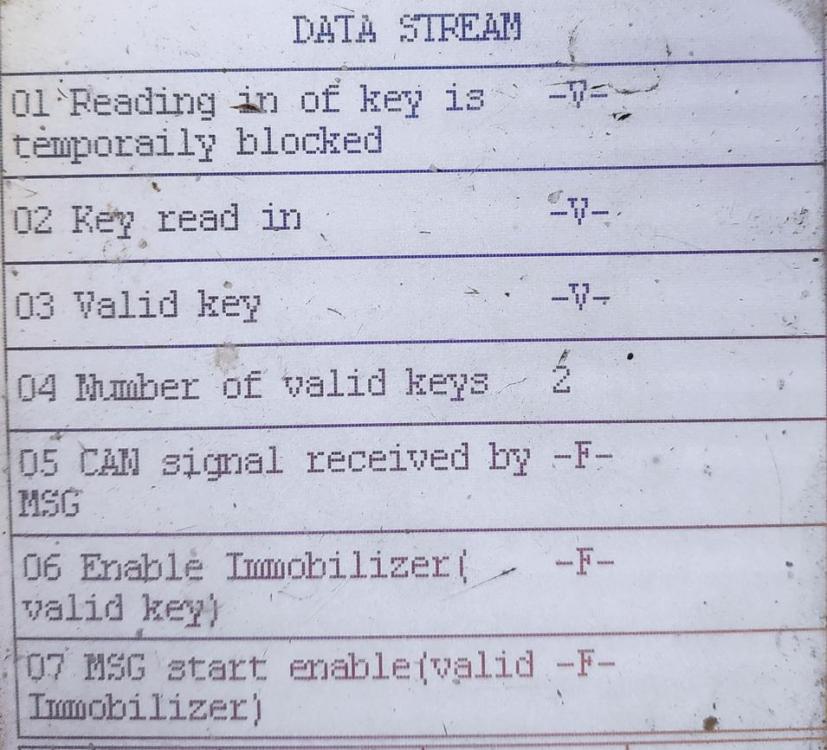 DATA STREAM
01 Reading in of key is -V-
temporaily blocked
02 Key read in -V-
03 Valid key -V-
04 Number of valid keys 2
05 CAN signal received by -F-
MSG
06 Enable Immobilizer( -F-
valid key)
07 MSG start enable(valid -F-
Immobilizer)